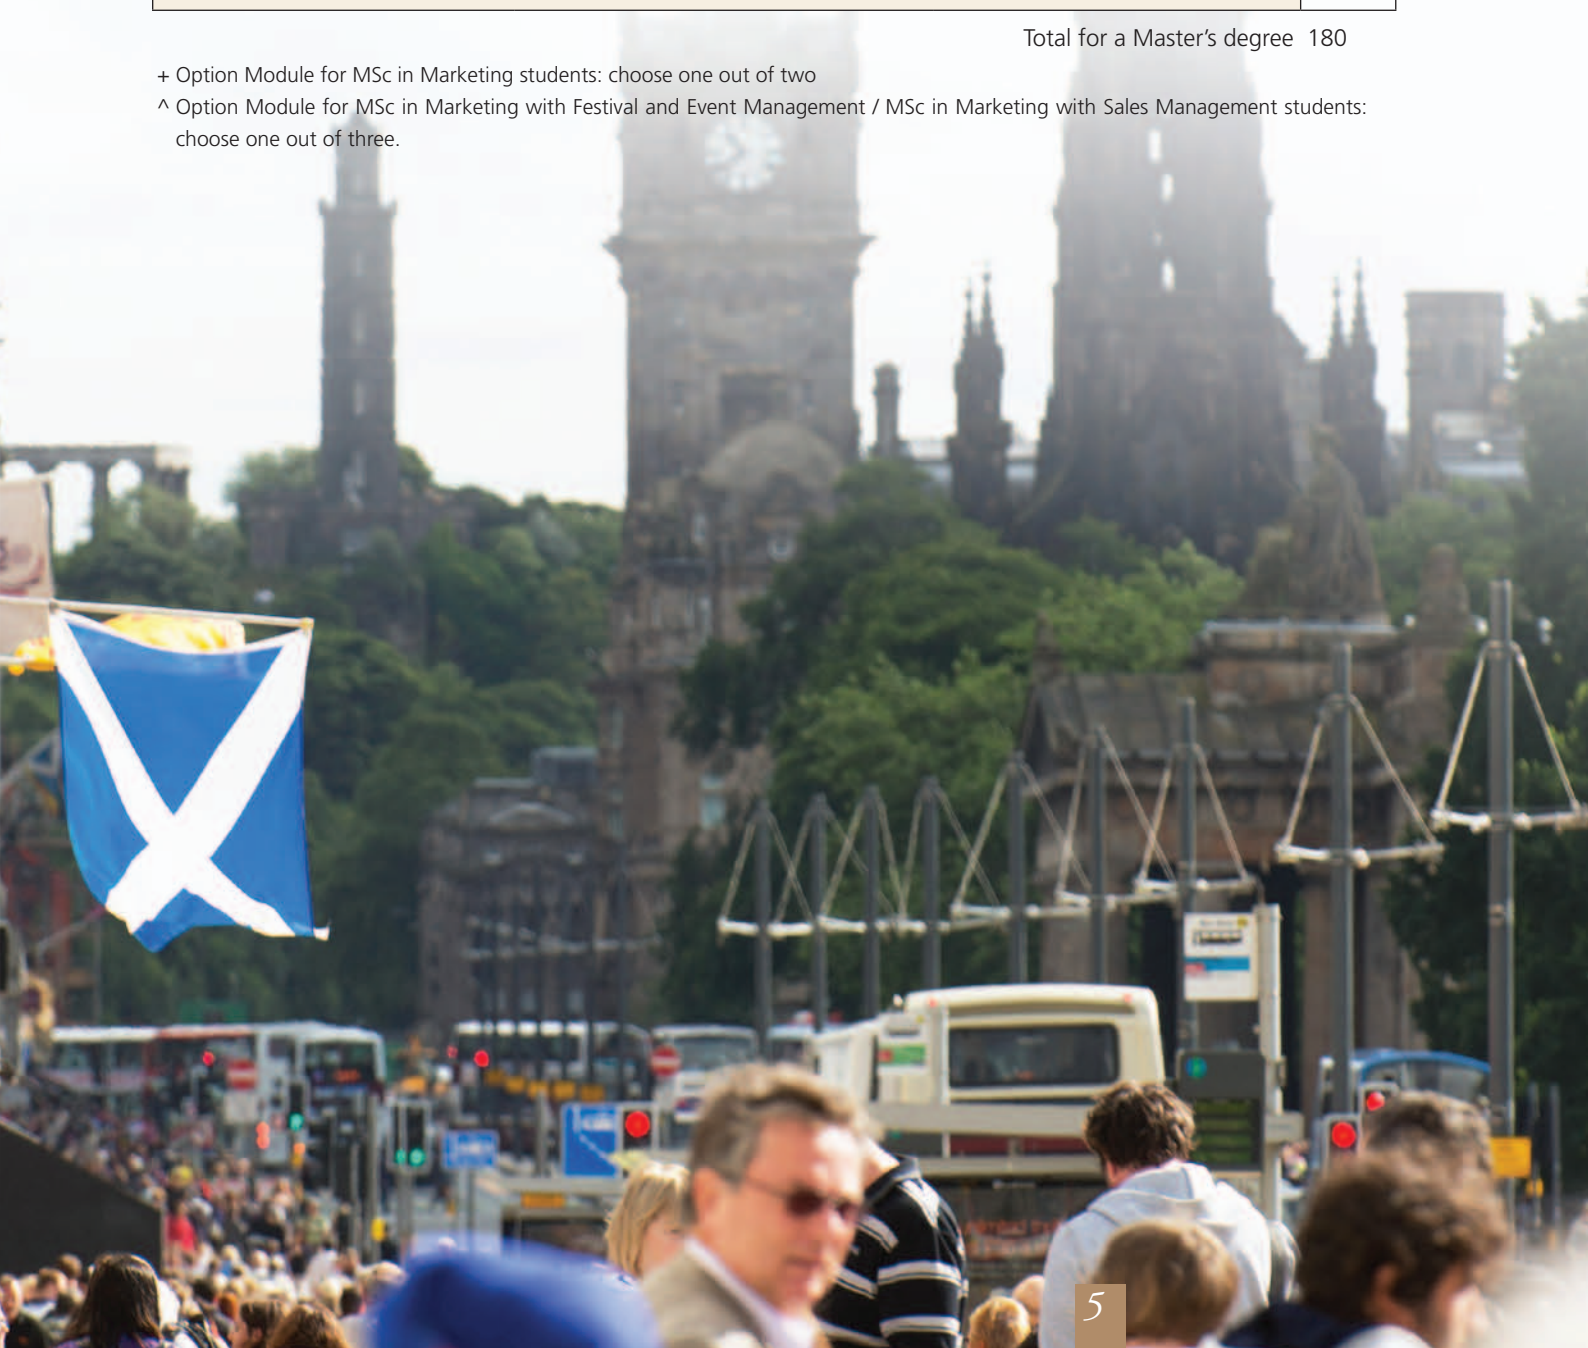 Total for a Master's degree 180
+ Option Module for MSc in Marketing students: choose one out of two
^ Option Module for MSc in Marketing with Festival and Event Management / MSc in Marketing with Sales Management students:
choose one out of three.
5